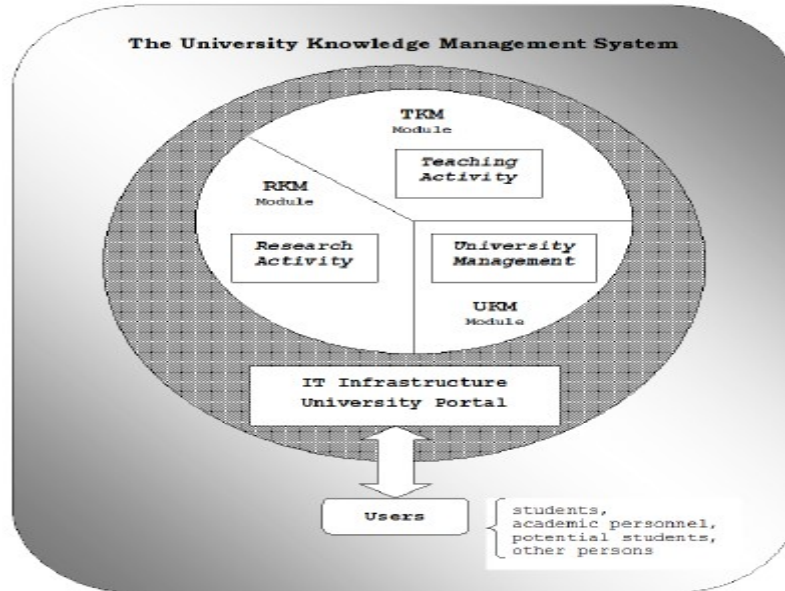 The University Knowledge Management System
TKM
Module
Teaching
Activity
RKM
Module
Research
Activity
University
Management
UKM
Module
IT Infrastructure
University Portal
Users
students,
academic personnel,
potential students,
other persons